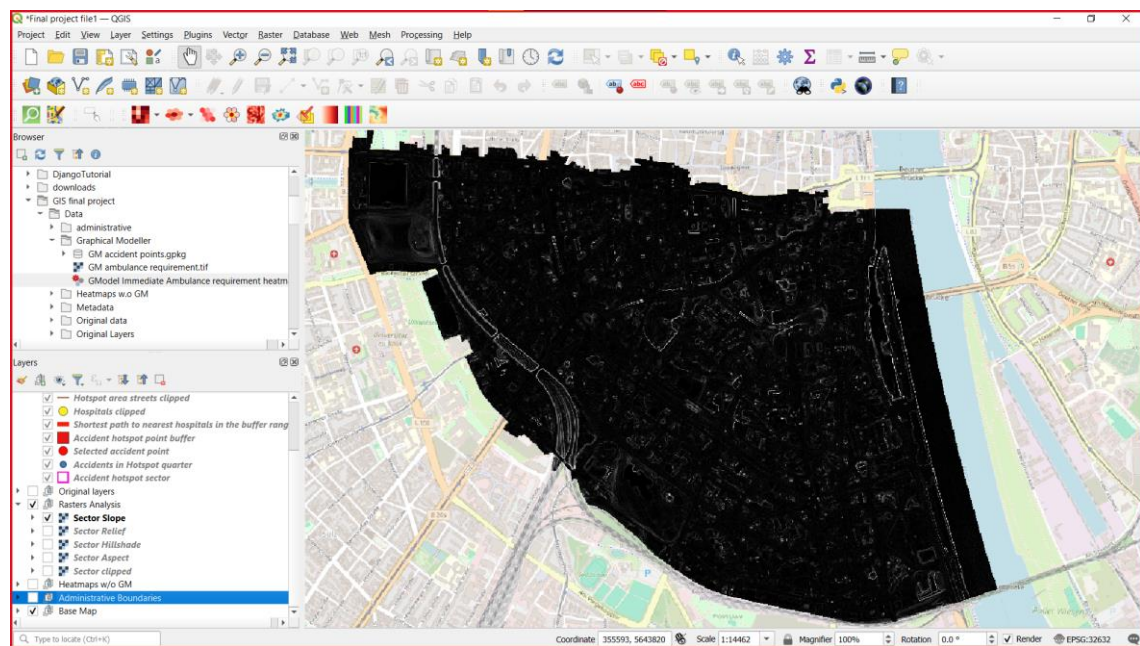 *Final project file1 — QGIS
Project Edit View Layer Settings Plugins Vector Raster Database Web Mesh Processing Help
Browser
DjangoTutorial
downloads
GIS final project
Data
administrative
Graphical Modeller
GM accident points.gpkg
GM ambulance requirement.tif
GModel Immediate Ambulance requirement heatm
Heatmaps w.o GM
Metadata
Original data
Original Layers
Layers
Hotspot area streets clipped
Hospitals clipped
Shortest path to nearest hospitals in the buffer rang
Accident hotspot point buffer
Selected accident point
Accidents in Hotspot quarter
Accident hotspot sector
Original layers
Rasters Analysis
Sector Slope
Sector Relief
Sector Hillshade
Sector Aspect
Sector clipped
Heatmaps w/o GM
Administrative Boundaries
Base Map
Type to locate (Ctrl+K)
Coordinate 355593, 5643820 Scale 1:14462 Magnifier 100% Rotation 0.0 ° Render EPSG:32632